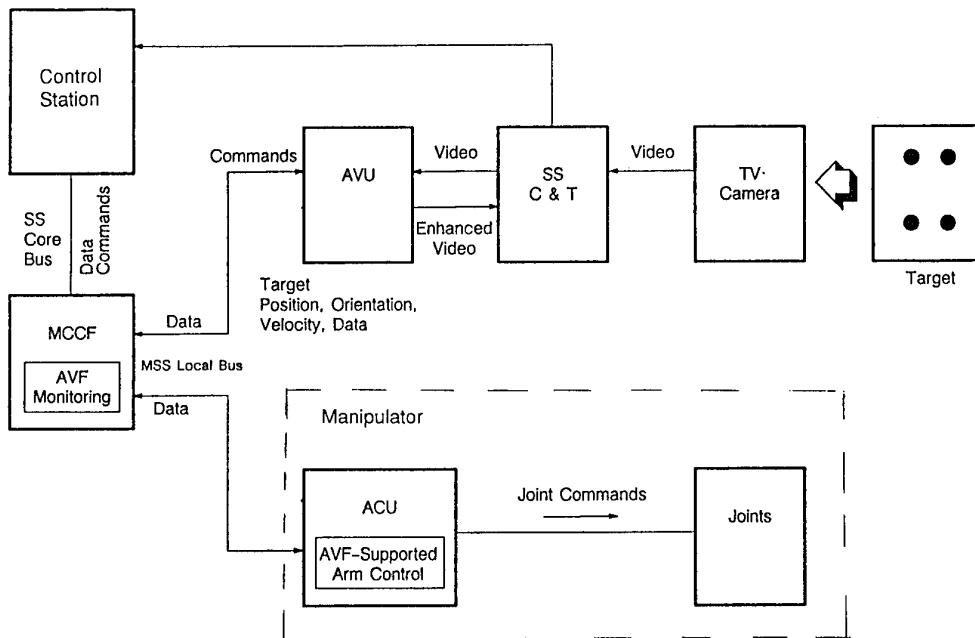 Control
Station
Commands
AVU
Video
Enhanced
Video
SS
C & T
Video
TV·
Camera
Target
SS
Core
Bus
Data
Commands
Target
Position, Orientation,
Velocity, Data
MCCF
AVF
Monitoring
Data
MSS Local Bus
Data
Manipulator
ACU
AVF-Supported
Arm Control
Joint Commands
Joints